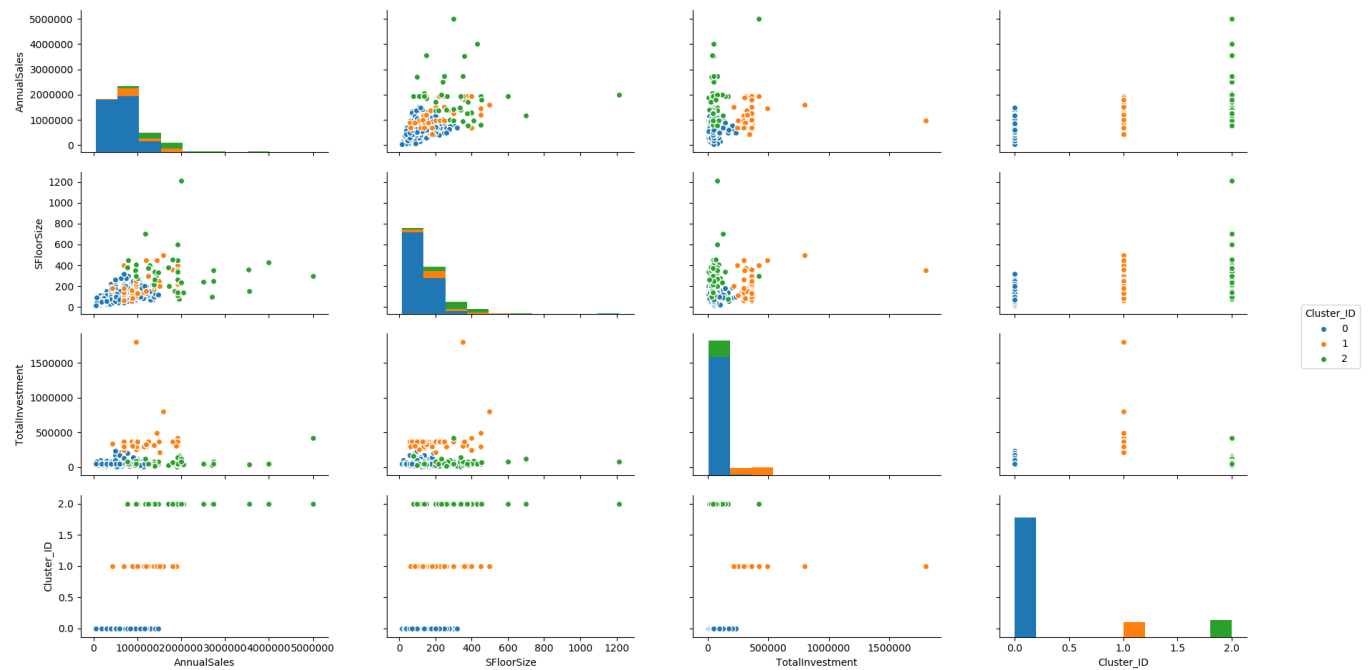 5000000
4000000
3000000
2000000
1000000
0
AnnualSales
1200
1000
800
600
400
200
0
SFloorSize
Cluster_ID
0
1
2
1500000
1000000
500000
0
TotalInvestment
2.0
1.5
1.0
0.5
0.0
Cluster_ID
0 1000000 2000000 3000000 4000000 5000000
AnnualSales
0 200 400 600 800 1000 1200
SFloorSize
0 500000 1000000 1500000
TotalInvestment
0.0 0.5 1.0 1.5 2.0
Cluster_ID